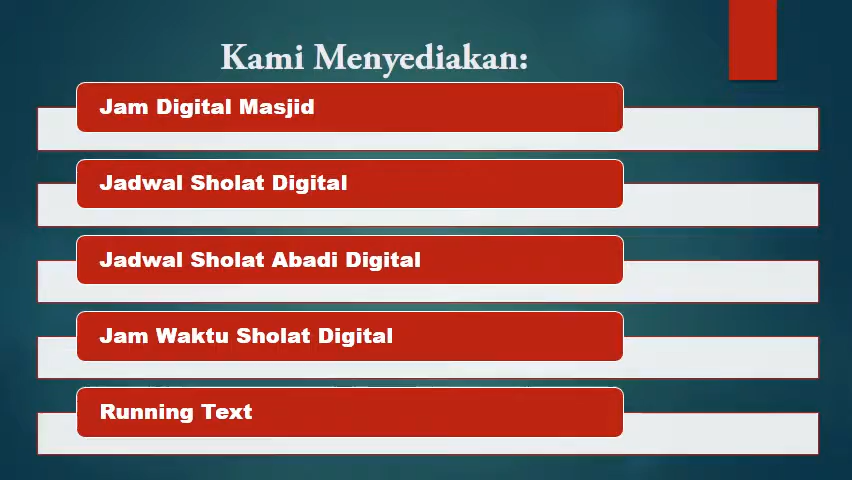 Kami Menyediakan:
Jam Digital Masjid
Jadwal Sholat Digital
Jadwal Sholat Abadi Digital
Jam Waktu Sholat Digital
Running Text